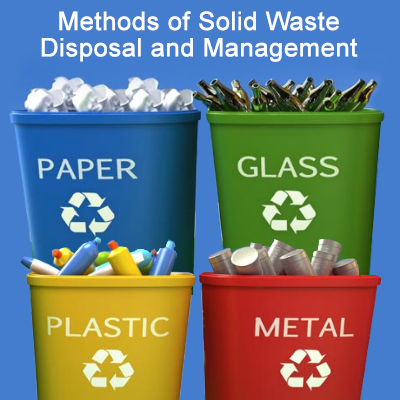 Methods of Solid Waste
Disposal and Management
PAPER
GLASS
PLASTIC
METAL